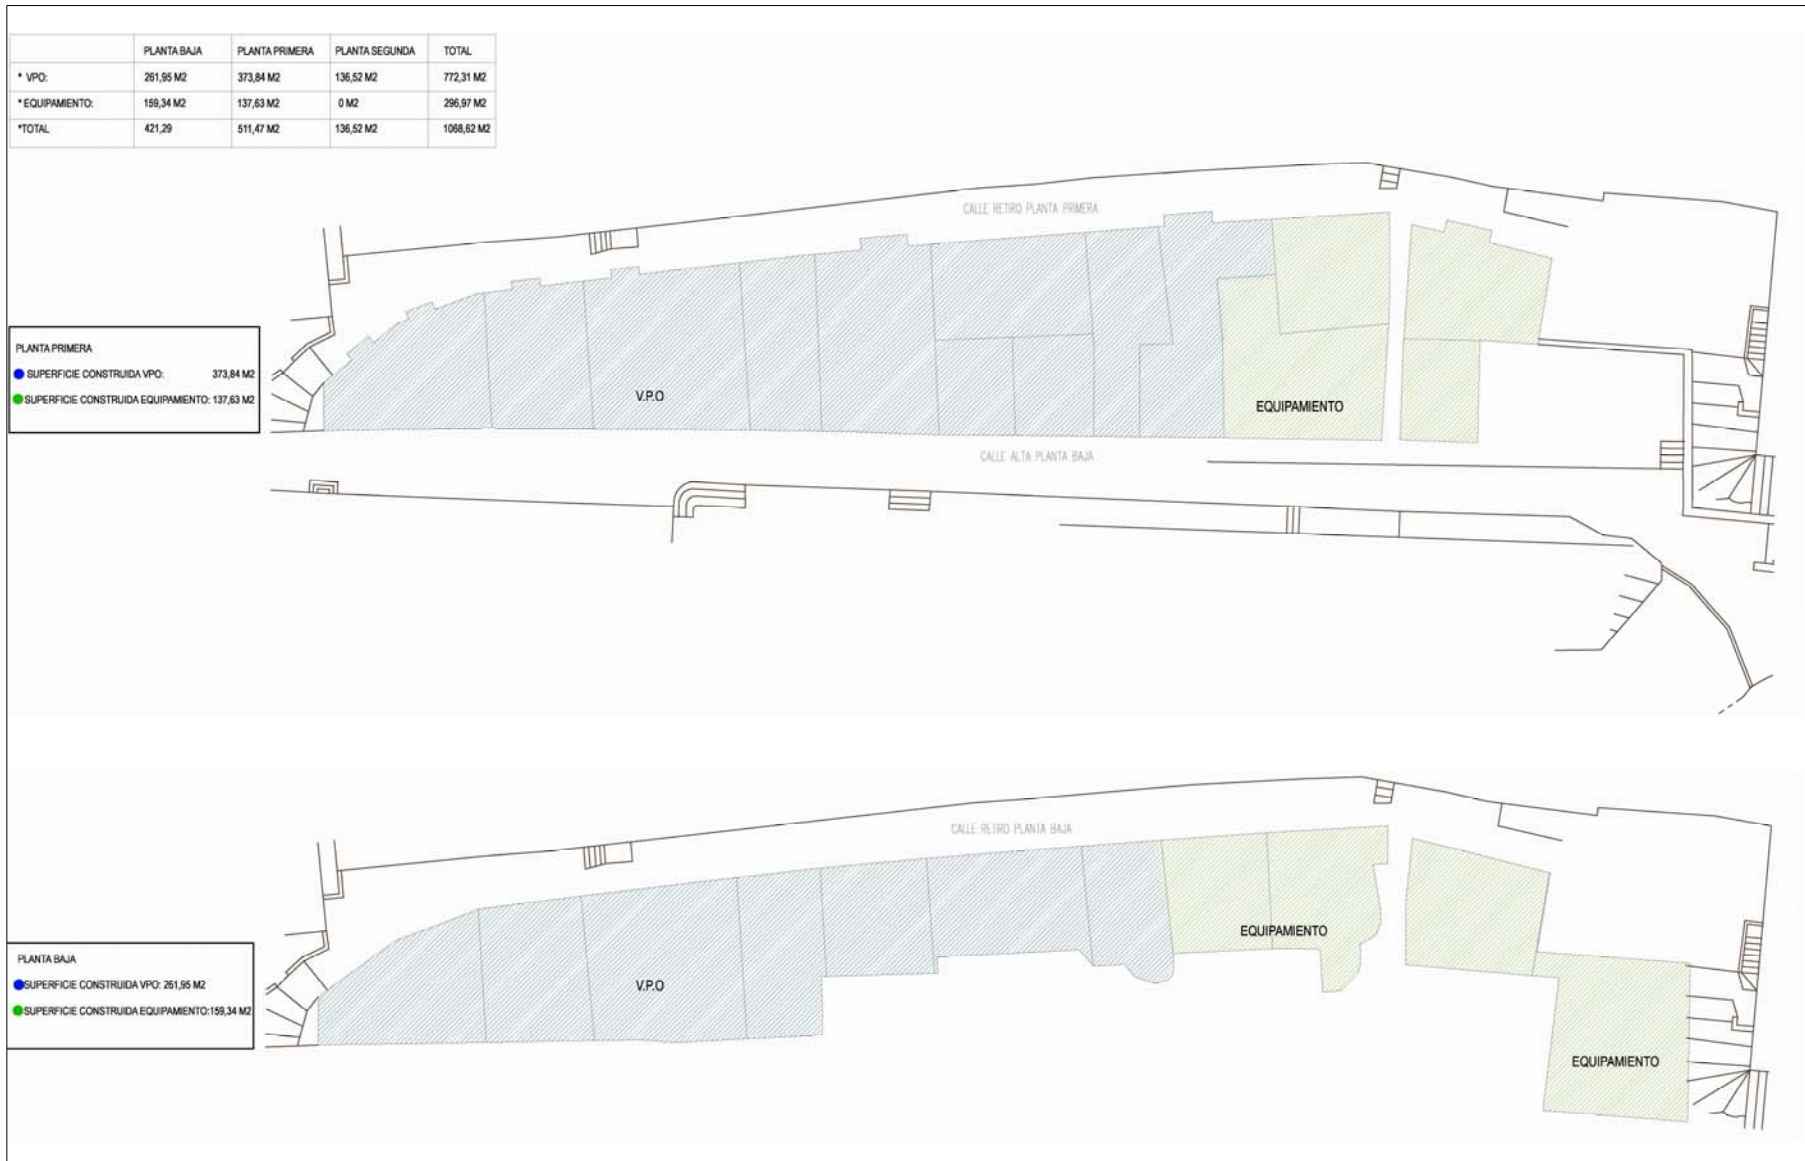 PLANTA BAJA PLANTA PRIMERA PLANTA SEGUNDA TOTAL
* VPO: 261,95 M2 373,84 M2 136,52 M2 772,31 M2
* EQUIPAMIENTO: 159,34 M2 137,63 M2 0 M2 296,97 M2
*TOTAL 421,29 511,47 M2 136,52 M2 1068,62 M2
CALLE RETIRO PLANTA PRIMERA
PLANTA PRIMERA
SUPERFICIE CONSTRUIDA VPO: 373,84 M2
SUPERFICIE CONSTRUIDA EQUIPAMIENTO: 137,63 M2
V.P.O
EQUIPAMIENTO
CALLE ALTA PLANTA BAJA
CALLE RETIRO PLANTA BAJA
PLANTA BAJA
SUPERFICIE CONSTRUIDA VPO: 261,95 M2
SUPERFICIE CONSTRUIDA EQUIPAMIENTO:159,34 M2
V.P.O
EQUIPAMIENTO
EQUIPAMIENTO